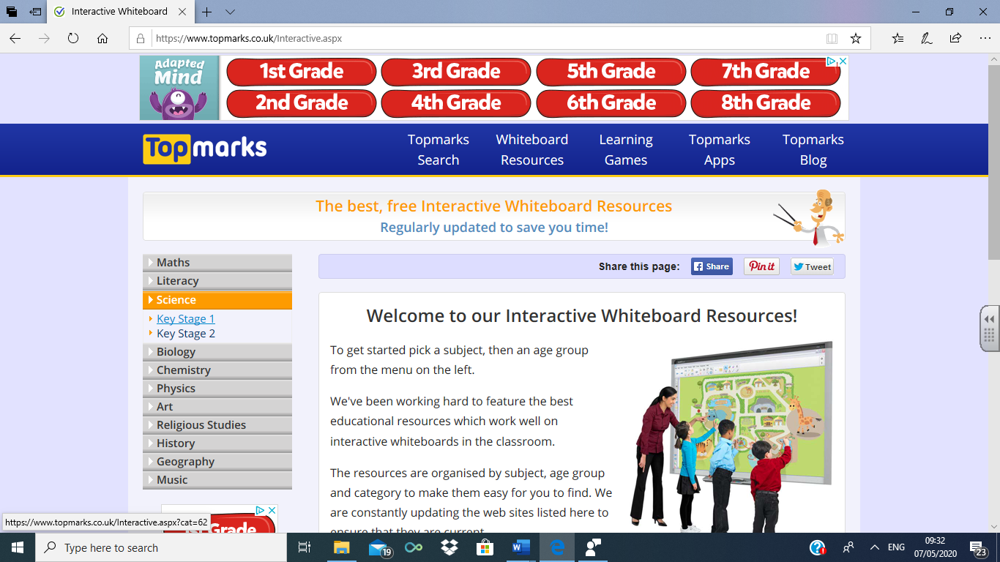 Interactive Whiteboard
https://www.topmarks.co.uk/Interactive.aspx
Adapted Mind
1st Grade 3rd Grade 5th Grade 7th Grade
2nd Grade 4th Grade 6th Grade 8th Grade
Topmarks
Topmarks Search
Whiteboard Resources
Learning Games
Topmarks Apps
Topmarks Blog
The best, free Interactive Whiteboard Resources
Regularly updated to save you time!
Maths
Literacy
Science
Key Stage 1
Key Stage 2
Biology
Chemistry
Physics
Art
Religious Studies
History
Geography
Music
Share this page: Share Pin it Tweet
Welcome to our Interactive Whiteboard Resources!
To get started pick a subject, then an age group
from the menu on the left.
We've been working hard to feature the best
educational resources which work well on
interactive whiteboards in the classroom.
The resources are organised by subject, age group
and category to make them easy for you to find. We
are constantly updating the web sites listed here to
ensure that they are current.
Grade
https://www.topmarks.co.uk/Interactive.aspx?cat=62
Type here to search
19
ENG
09:32
07/05/2020
23